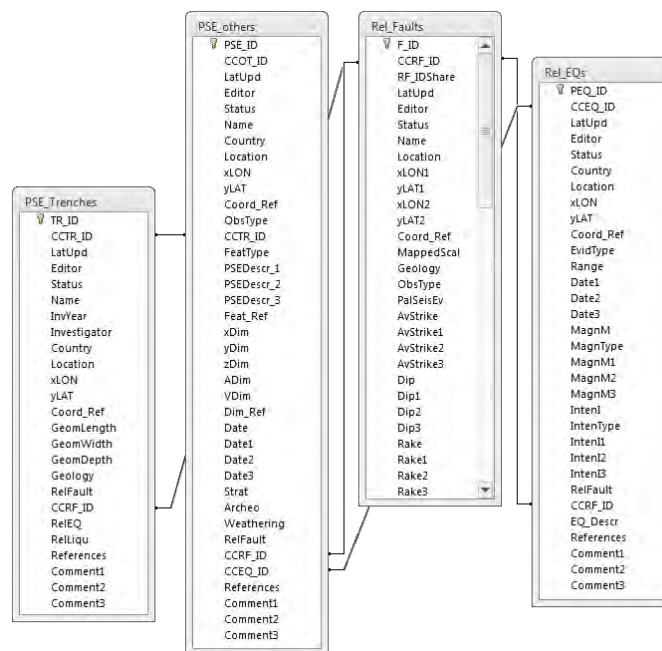 PSE_Trenches
TR_ID
CCTR_ID
LatUpd
Editor
Status
Name
InvYear
Investigator
Country
Location
xLON
yLAT
Coord_Ref
GeomLength
GeomWidth
GeomDepth
Geology
RelFault
CCRF_ID
RelEQ
RelLiqu
References
Comment1
Comment2
Comment3
PSE_others
PSE_ID
CCOT_ID
LatUpd
Editor
Status
Name
Country
Location
xLON
yLAT
Coord_Ref
ObsType
CCTR_ID
FeatType
PSEDescr_1
PSEDescr_2
PSEDescr_3
Feat_Ref
xDim
yDim
zDim
ADim
VDim
Dim_Ref
Date
Date1
Date2
Date3
Strat
Archeo
Weathering
RelFault
CCRF_ID
CCEQ_ID
References
Comment1
Comment2
Comment3
Rel_Faults
F_ID
CCRF_ID
RF_IDShare
LatUpd
Editor
Status
Name
Location
xLON1
yLAT1
xLON2
yLAT2
Coord_Ref
MappedScal
Geology
ObsType
PalSeisEv
AvStrike
AvStrike1
AvStrike2
AvStrike3
Dip
Dip1
Dip2
Dip3
Rake
Rake1
Rake2
Rake3
Rel_EQs
PEQ_ID
CCEQ_ID
LatUpd
Editor
Status
Country
Location
xLON
yLAT
Coord_Ref
EvidType
Range
Date1
Date2
Date3
MagnM
MagnType
MagnM1
MagnM2
MagnM3
IntenI
IntenType
IntenI1
IntenI2
IntenI3
RelFault
CCRF_ID
EQ_Descr
References
Comment1
Comment2
Comment3